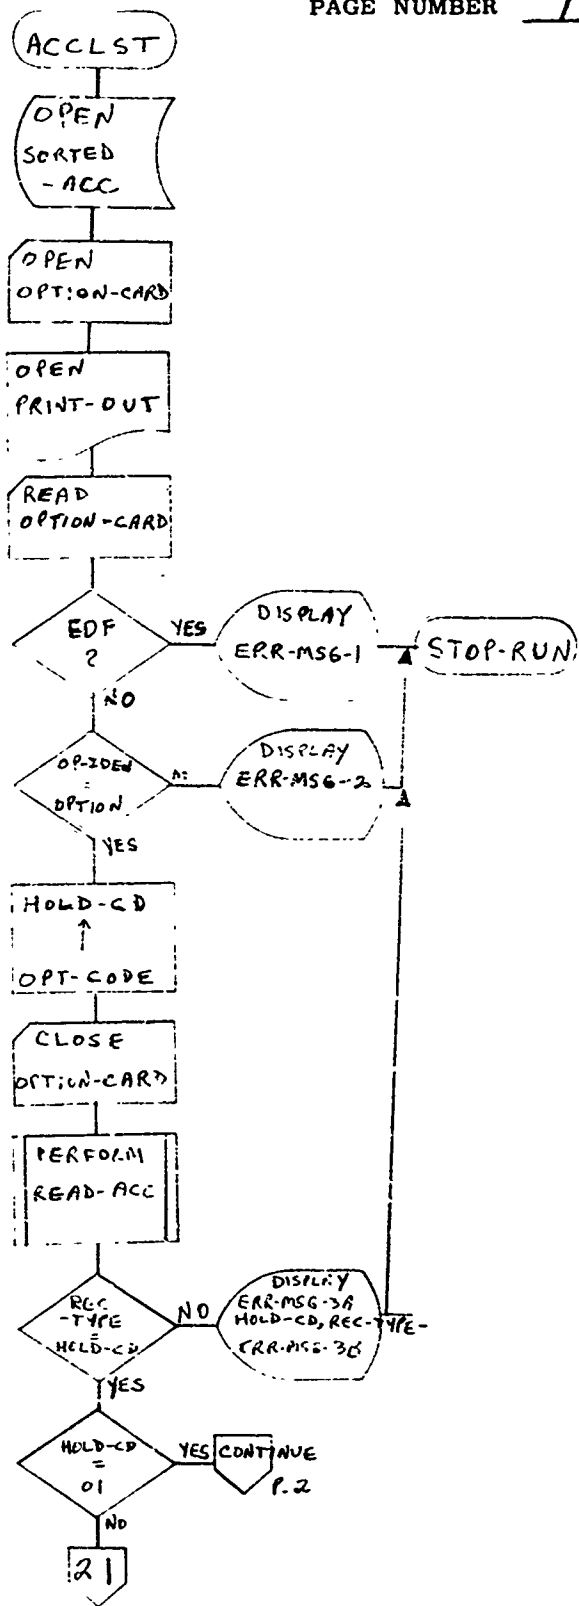 PAGE NUMBER 1
ACCLST
OPEN
SORTED
-ACC
OPEN
OPTION-CARD
OPEN
PRINT-OUT
READ
OPTION-CARD
EOF
?
YES
DISPLAY
ERR-MSG-1
STOP-RUN
NO
OP-IDEN
=
OPTION
DISPLAY
ERR-MSG-2
YES
HOLD-CD
↑
OPT-CODE
CLOSE
OPTION-CARD
PERFORM
READ-ACC
REC
-TYPE
=
HOLD-CD
NO
DISPLAY
ERR-MSG-3A
HOLD-CD, REC-TYPE-
ERR-MSG-3B
YES
HOLD-CD
=
01
YES
CONTINUE
P.2
NO
21